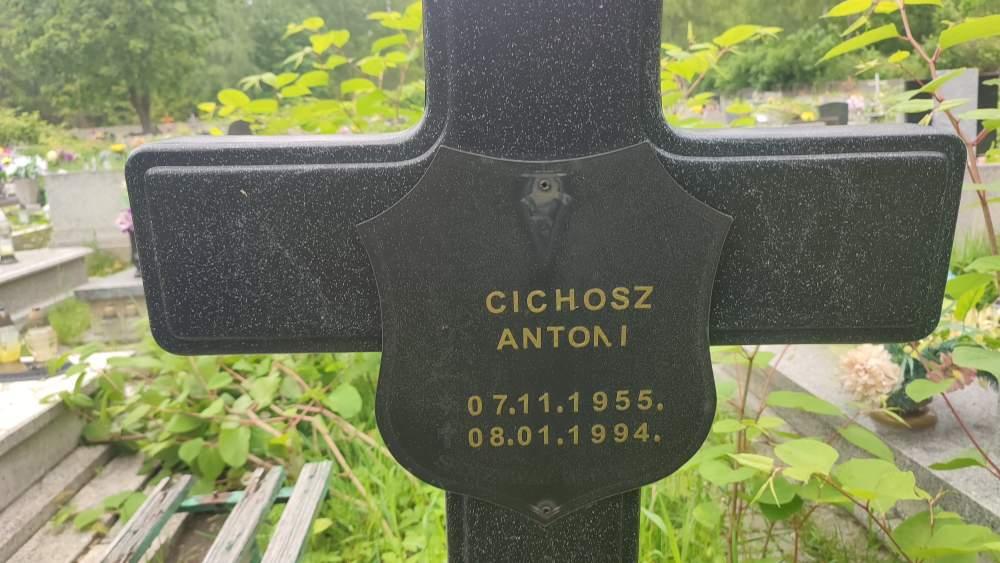 CICHOSZ
ANTONI
07.11.1955.
08.01.1994.